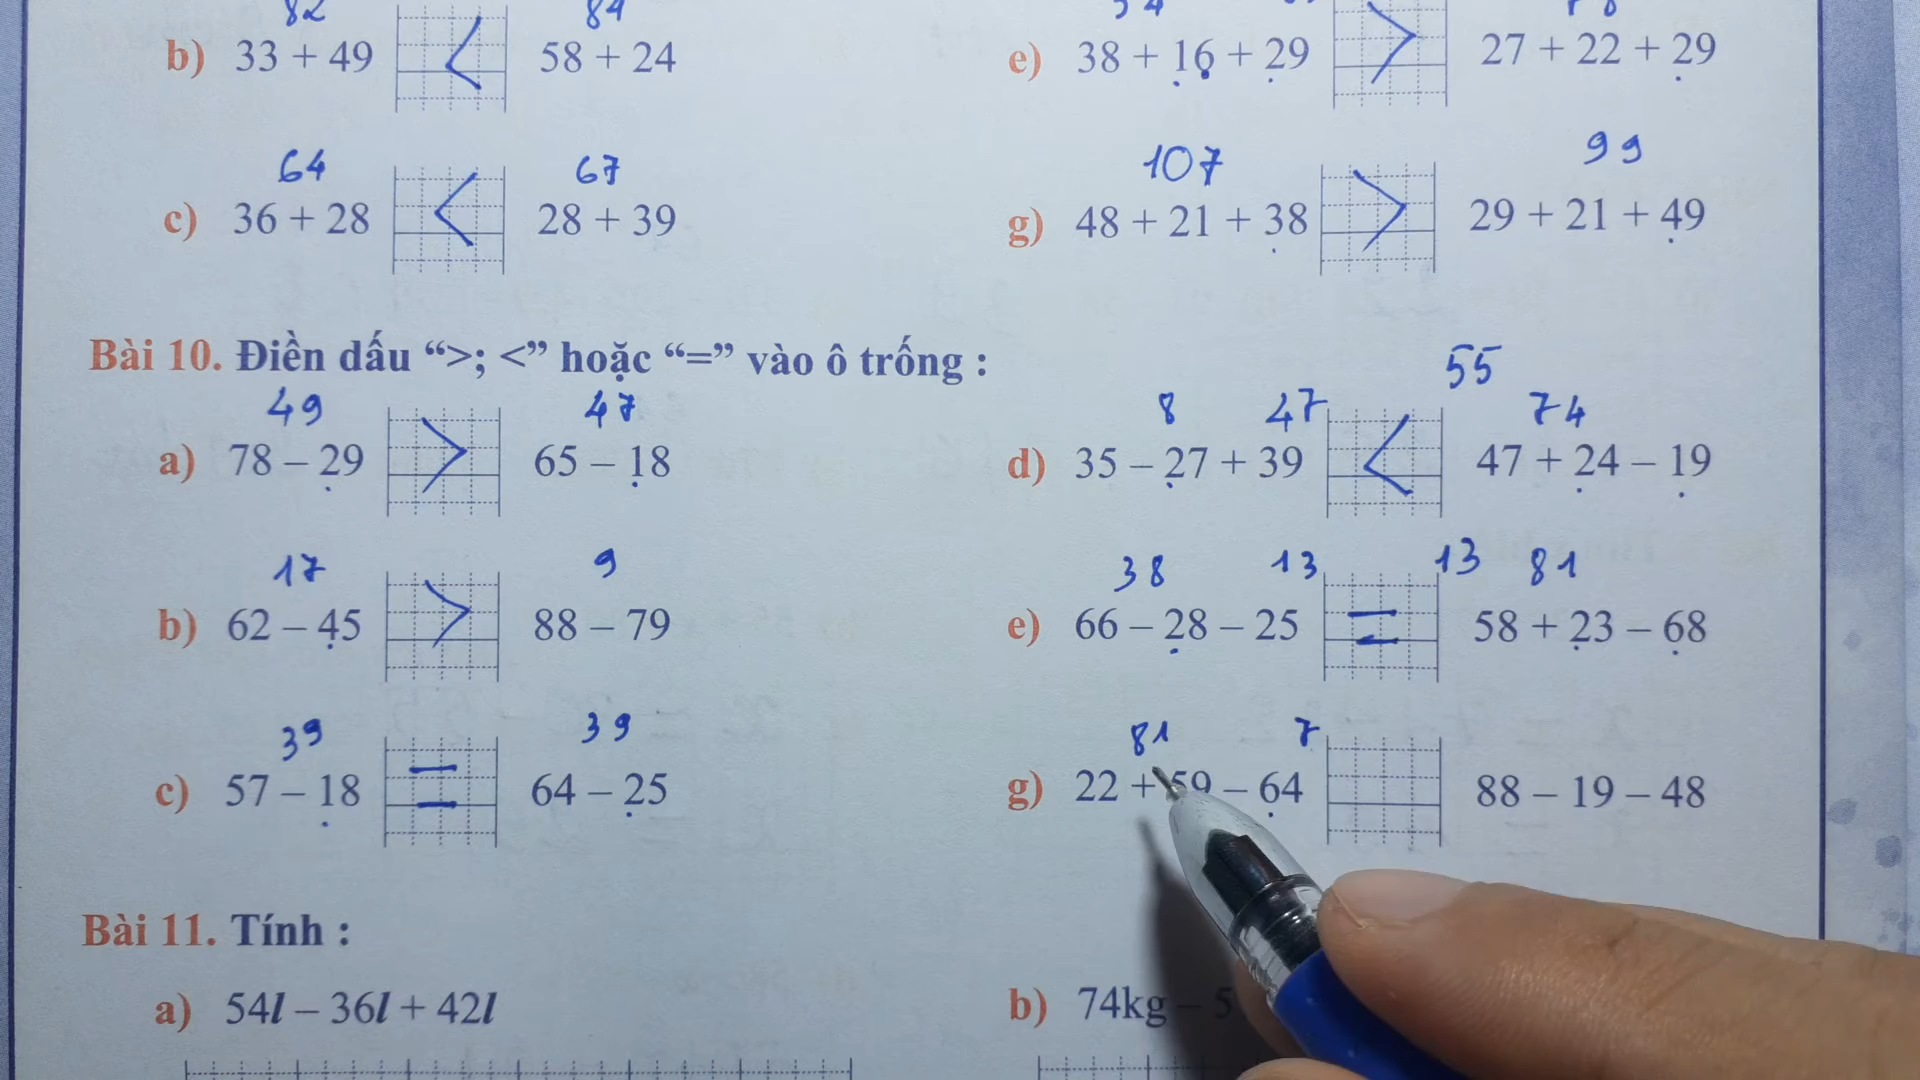 82 84
b) 33 + 49 < 58 + 24
e) 38 + 16 + 29 > 27 + 22 + 29
64 67
c) 36 + 28 < 28 + 39
107 99
g) 48 + 21 + 38 > 29 + 21 + 49
Bài 10. Điền dấu “>; <” hoặc “=” vào ô trống :
49 47
a) 78 – 29 > 65 – 18
55
8 47 74
d) 35 – 27 + 39 < 47 + 24 – 19
17 9
b) 62 – 45 > 88 – 79
38 13 13 81
e) 66 – 28 – 25 = 58 + 23 – 68
39 39
c) 57 – 18 = 64 – 25
81 7
g) 22 + 59 – 64 88 – 19 – 48
Bài 11. Tính :
a) 54l – 36l + 42l
b) 74kg – 5